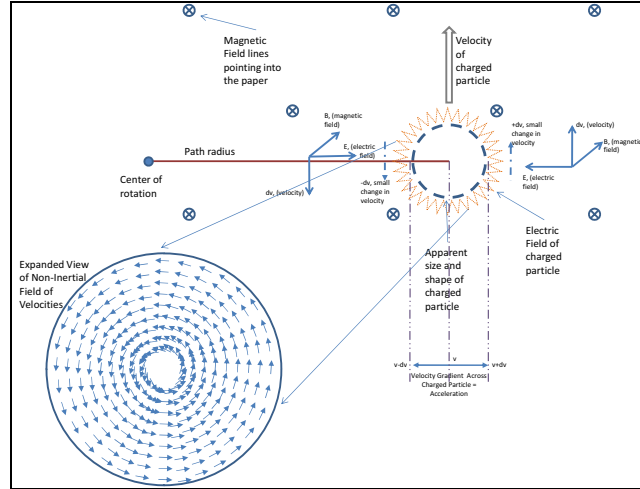 Magnetic
Field lines
pointing into
the paper
Velocity
of
charged
particle
B, (magnetic
field)
E, (electric
field)
dv, (velocity)
-dv, small
change in
velocity
+dv, small
change in
velocity
dv, (velocity)
B, (magnetic
field)
E, (electric
field)
Path radius
Center of
rotation
Electric
Field of
charged
particle
Apparent
size and
shape of
charged
particle
Expanded View
of Non-Inertial
Field of
Velocities
v-dv
v
v+dv
Velocity Gradient Across
Charged Particle =
Acceleration